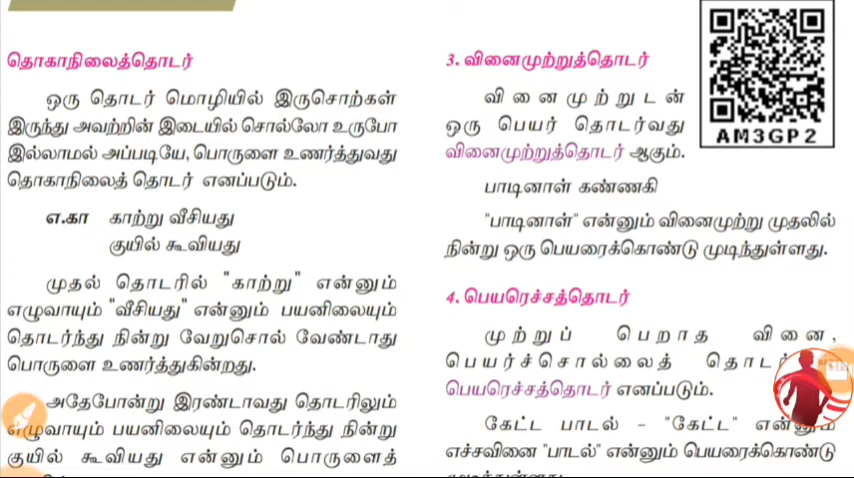 தொகாநிலைத்தொடர்
ஒரு தொடர் மொழியில் இருசொற்கள்
இருந்து அவற்றின் இடையில் சொல்லோ உருபோ
இல்லாமல் அப்படியே, பொருளை உணர்த்துவது
தொகாநிலைத் தொடர் எனப்படும்.
எ.கா காற்று வீசியது
குயில் கூவியது
முதல் தொடரில் "காற்று" என்னும்
எழுவாயும் "வீசியது" என்னும் பயனிலையும்
தொடர்ந்து நின்று வேறுசொல் வேண்டாது
பொருளை உணர்த்துகின்றது.
அதேபோன்று இரண்டாவது தொடரிலும்
எழுவாயும் பயனிலையும் தொடர்ந்து நின்று
குயில் கூவியது என்னும் பொருளைத்
3. வினைமுற்றுத்தொடர்
வினைமுற்றுடன்
ஒரு பெயர் தொடர்வது
வினைமுற்றுத்தொடர் ஆகும்.
பாடினாள் கண்ணகி
"பாடினாள்" என்னும் வினைமுற்று முதலில்
நின்று ஒரு பெயரைக்கொண்டு முடிந்துள்ளது.
4. பெயரெச்சத்தொடர்
முற்றுப் பெறாத வினை,
பெயர்ச்சொல்லைத்
பெயரெச்சத்தொடர் எனப்படும்.
கேட்ட பாடல் – "கேட்ட" என்னும்
எச்சவினை "பாடல்" என்னும் பெயரைக்கொண்டு
AM3GP2